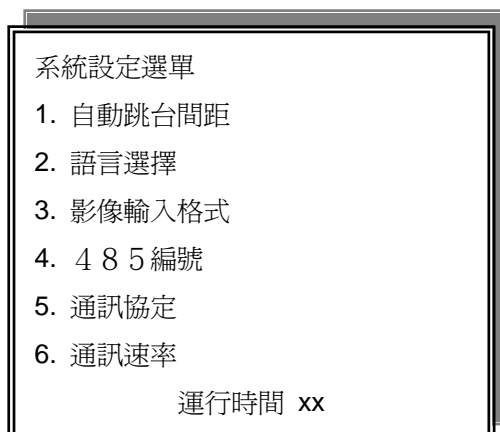 系統設定選單
1. 自動跳台間距
2. 語言選擇
3. 影像輸入格式
4. ４８５編號
5. 通訊協定
6. 通訊速率
運行時間 xx